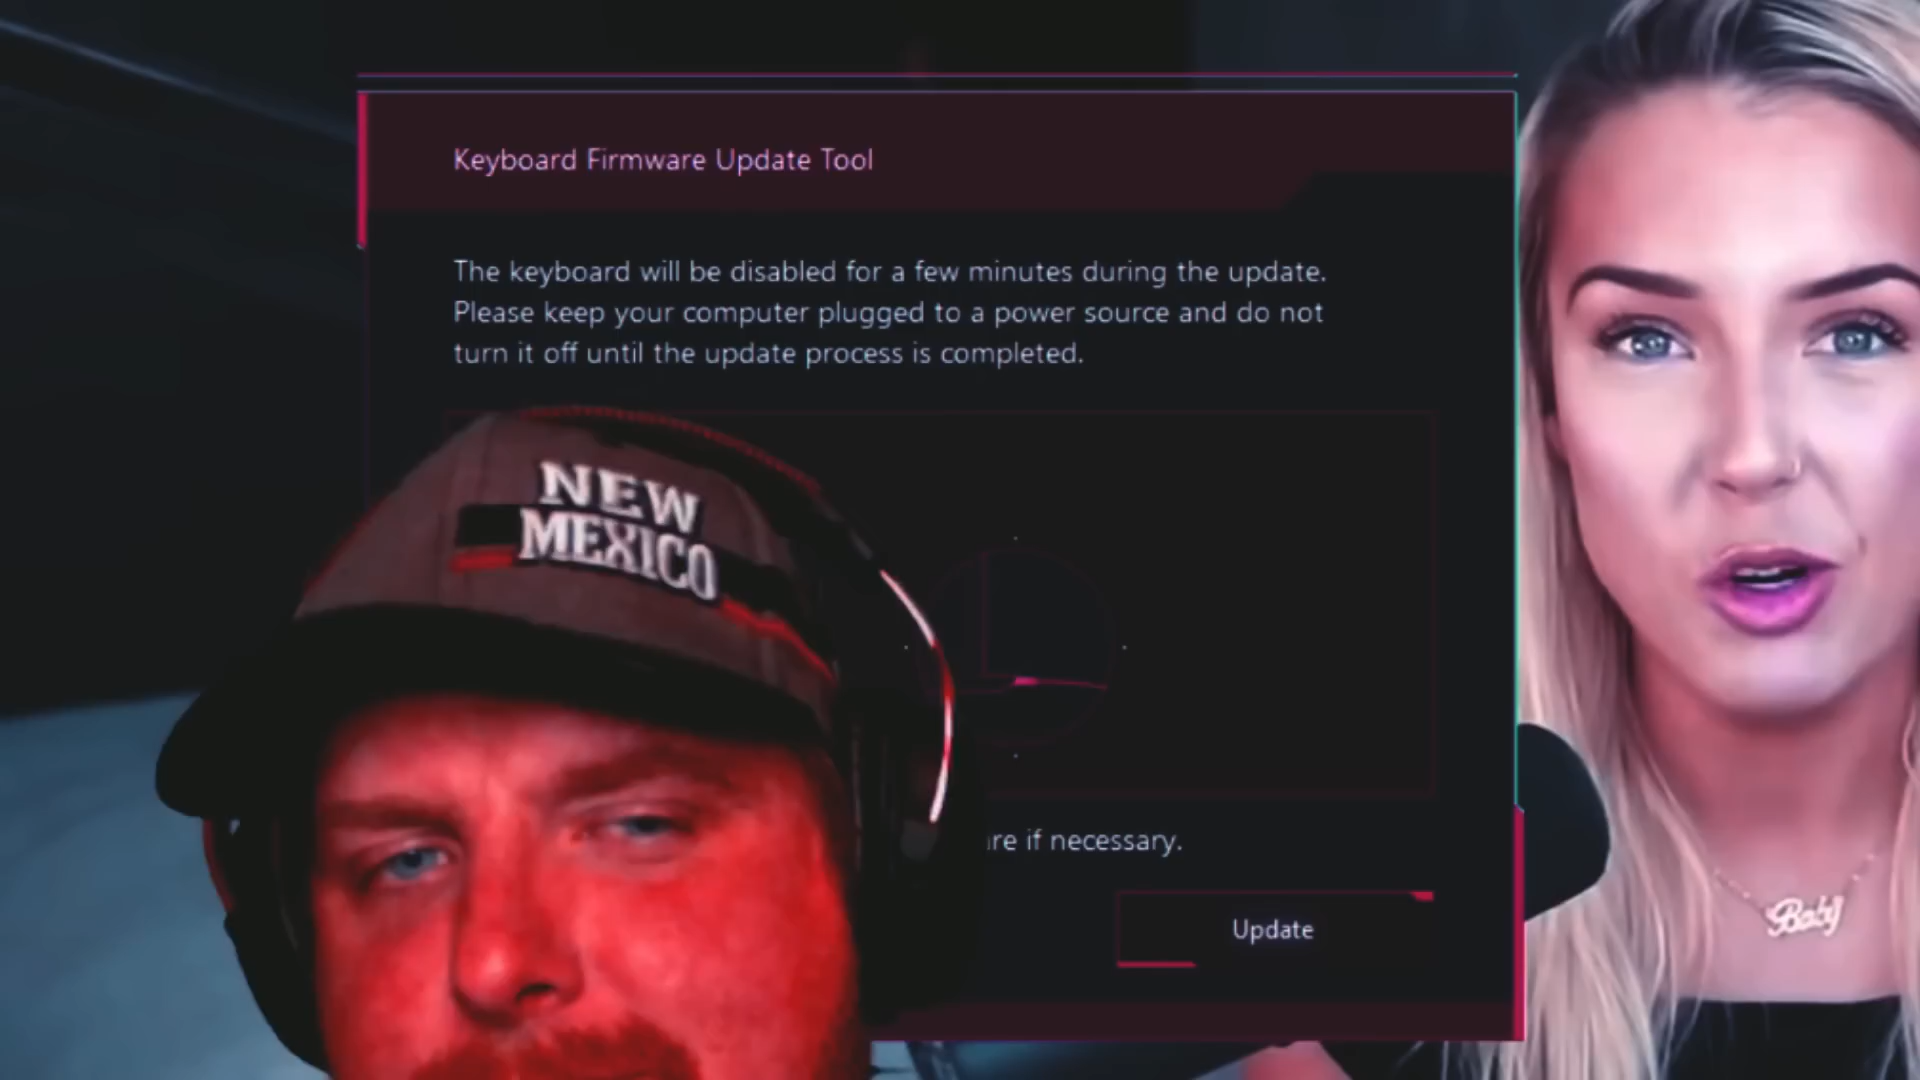 Keyboard Firmware Update Tool
The keyboard will be disabled for a few minutes during the update.
Please keep your computer plugged to a power source and do not
turn it off until the update process is completed.
NEW
MEXICO
if necessary.
Update
Baby